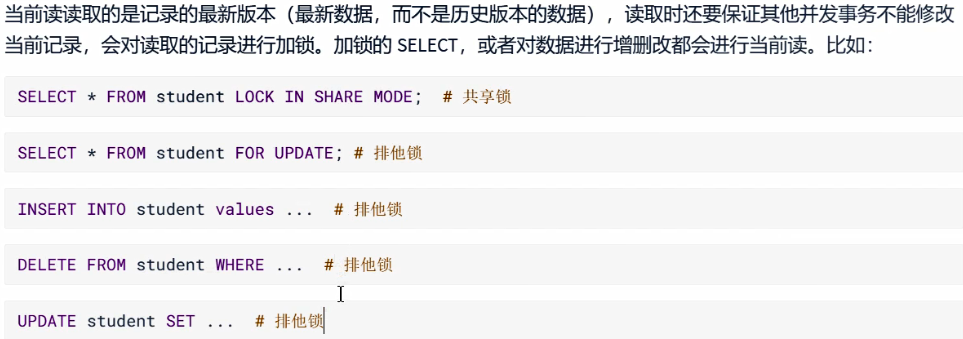 当前读读取的是记录的最新版本（最新数据，而不是历史版本的数据），读取时还要保证其他并发事务不能修改
当前记录，会对读取的记录进行加锁。加锁的 SELECT，或者对数据进行增删改都会进行当前读。比如：
SELECT * FROM student LOCK IN SHARE MODE;  # 共享锁
SELECT * FROM student FOR UPDATE; # 排他锁
INSERT INTO student values ...  # 排他锁
DELETE FROM student WHERE ...  # 排他锁
UPDATE student SET ...  # 排他锁